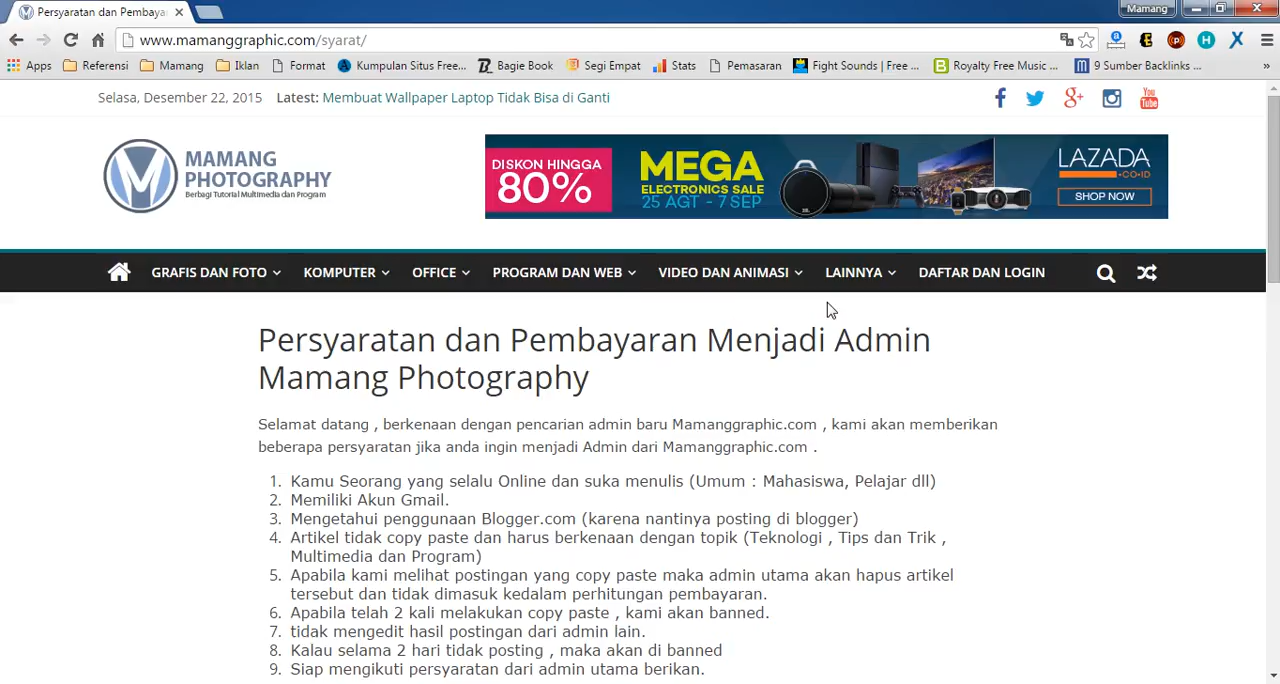 Persyaratan dan Pembaya
Mamang
www.mamanggraphic.com/syarat/
Apps Referensi Mamang Iklan Format Kumpulan Situs Free... Bagie Book Segi Empat Stats Pemasaran Fight Sounds | Free ... Royalty Free Music ... 9 Sumber Backlinks ... »
Selasa, Desember 22, 2015 Latest: Membuat Wallpaper Laptop Tidak Bisa di Ganti
MAMANG
PHOTOGRAPHY
Berbagi Tutorial Multimedia dan Program
DISKON HINGGA
80%
MEGA
ELECTRONICS SALE
25 AGT - 7 SEP
LAZADA
.CO.ID
SHOP NOW
GRAFIS DAN FOTO KOMPUTER OFFICE PROGRAM DAN WEB VIDEO DAN ANIMASI LAINNYA DAFTAR DAN LOGIN
Persyaratan dan Pembayaran Menjadi Admin
Mamang Photography
Selamat datang , berkenaan dengan pencarian admin baru Mamanggraphic.com , kami akan memberikan
beberapa persyaratan jika anda ingin menjadi Admin dari Mamanggraphic.com .
1. Kamu Seorang yang selalu Online dan suka menulis (Umum : Mahasiswa, Pelajar dll)
2. Memiliki Akun Gmail.
3. Mengetahui penggunaan Blogger.com (karena nantinya posting di blogger)
4. Artikel tidak copy paste dan harus berkenaan dengan topik (Teknologi , Tips dan Trik ,
Multimedia dan Program)
5. Apabila kami melihat postingan yang copy paste maka admin utama akan hapus artikel
tersebut dan tidak dimasuk kedalam perhitungan pembayaran.
6. Apabila telah 2 kali melakukan copy paste , kami akan banned.
7. tidak mengedit hasil postingan dari admin lain.
8. Kalau selama 2 hari tidak posting , maka akan di banned
9. Siap mengikuti persyaratan dari admin utama berikan.